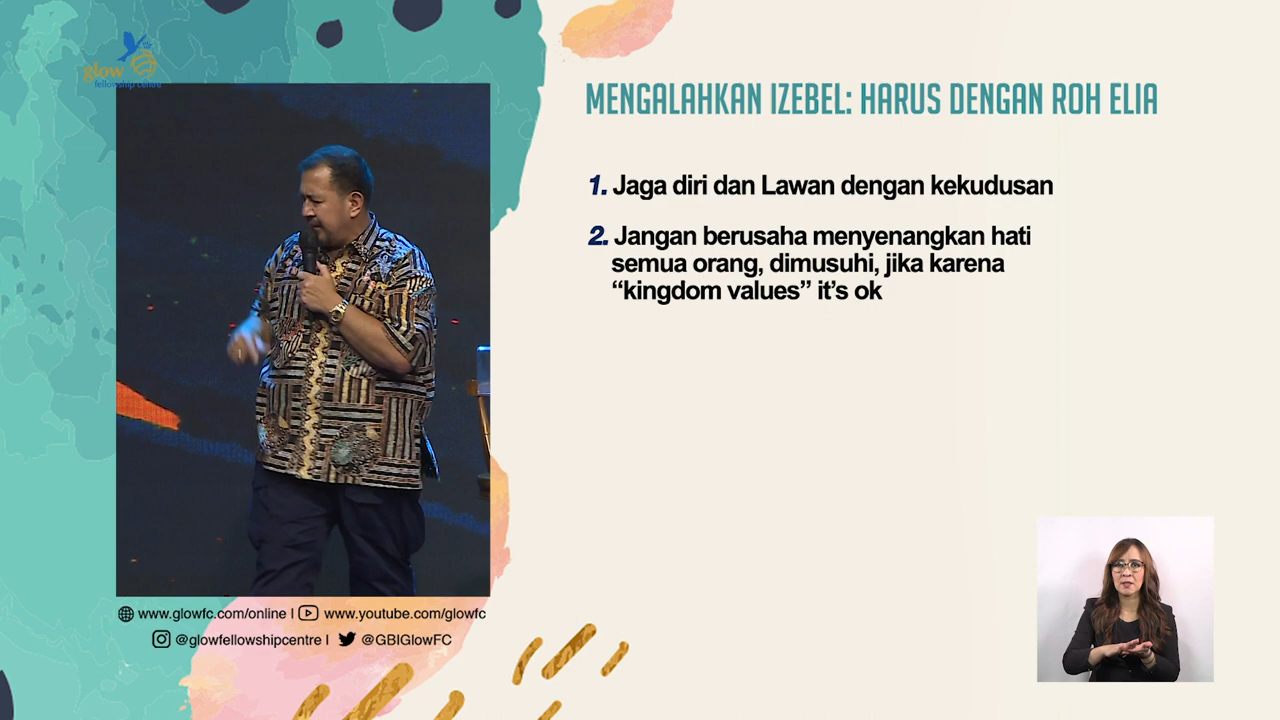 glow
fellowship centre
MENGALAHKAN IZEBEL: HARUS DENGAN ROH ELIA
1. Jaga diri dan Lawan dengan kekudusan
2. Jangan berusaha menyenangkan hati
semua orang, dimusuhi, jika karena
“kingdom values” it’s ok
www.glowfc.com/online | www.youtube.com/glowfc
@glowfellowshipcentre | @GBIGlowFC